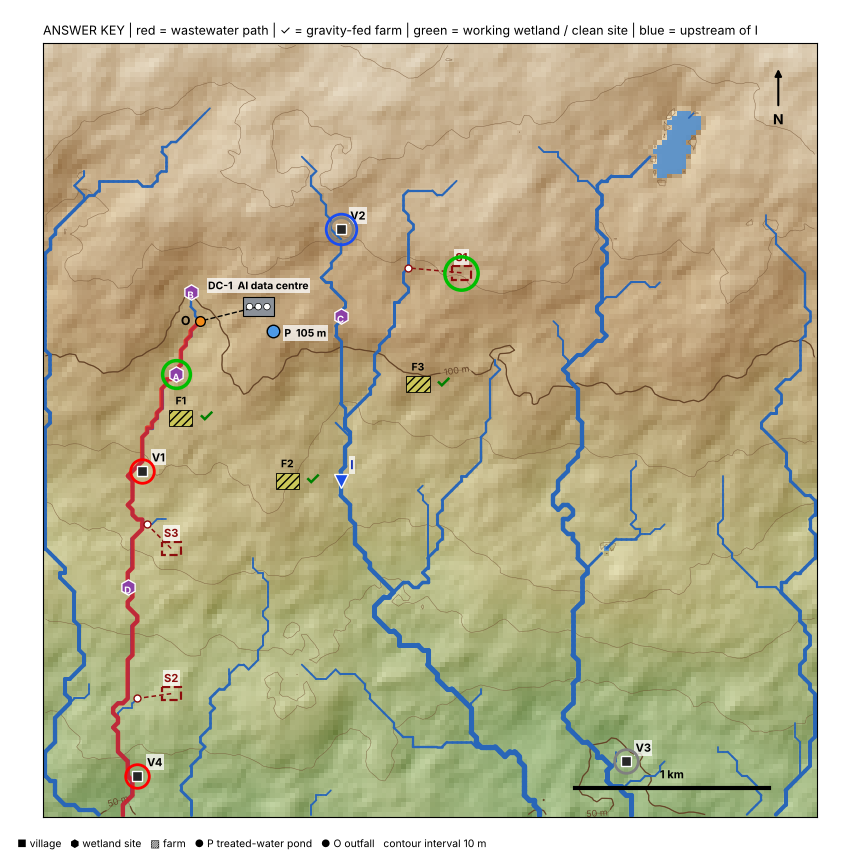 ANSWER KEY | red = wastewater path | ✓ = gravity-fed farm | green = working wetland / clean site | blue = upstream of I
N
V2
S1
DC-1 AI data centre
B
O
P 105 m
C
F3
100 m
A
F1
V1
F2
I
S3
D
S2
V3
V4
1 km
50 m
50 m
■ village ⬢ wetland site ▨ farm ● P treated-water pond ● O outfall contour interval 10 m